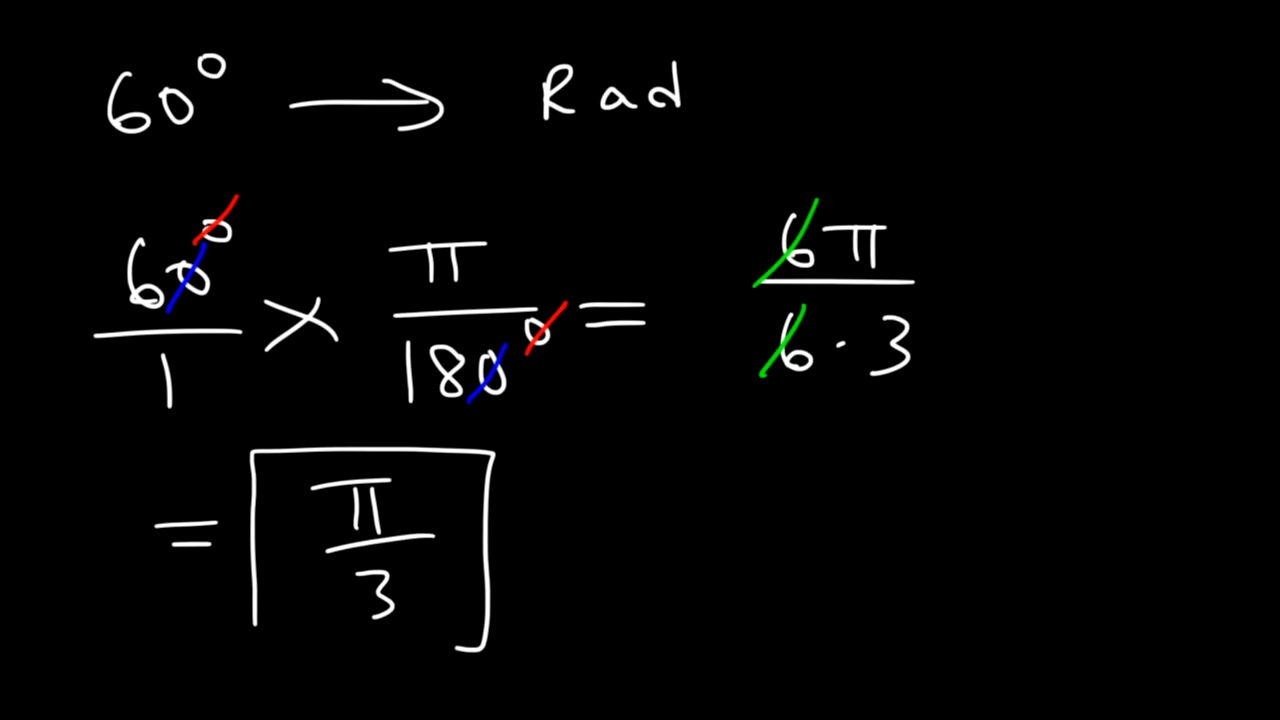 60° → Rad
60°/1 × π/180° = 6π/6·3
= π/3